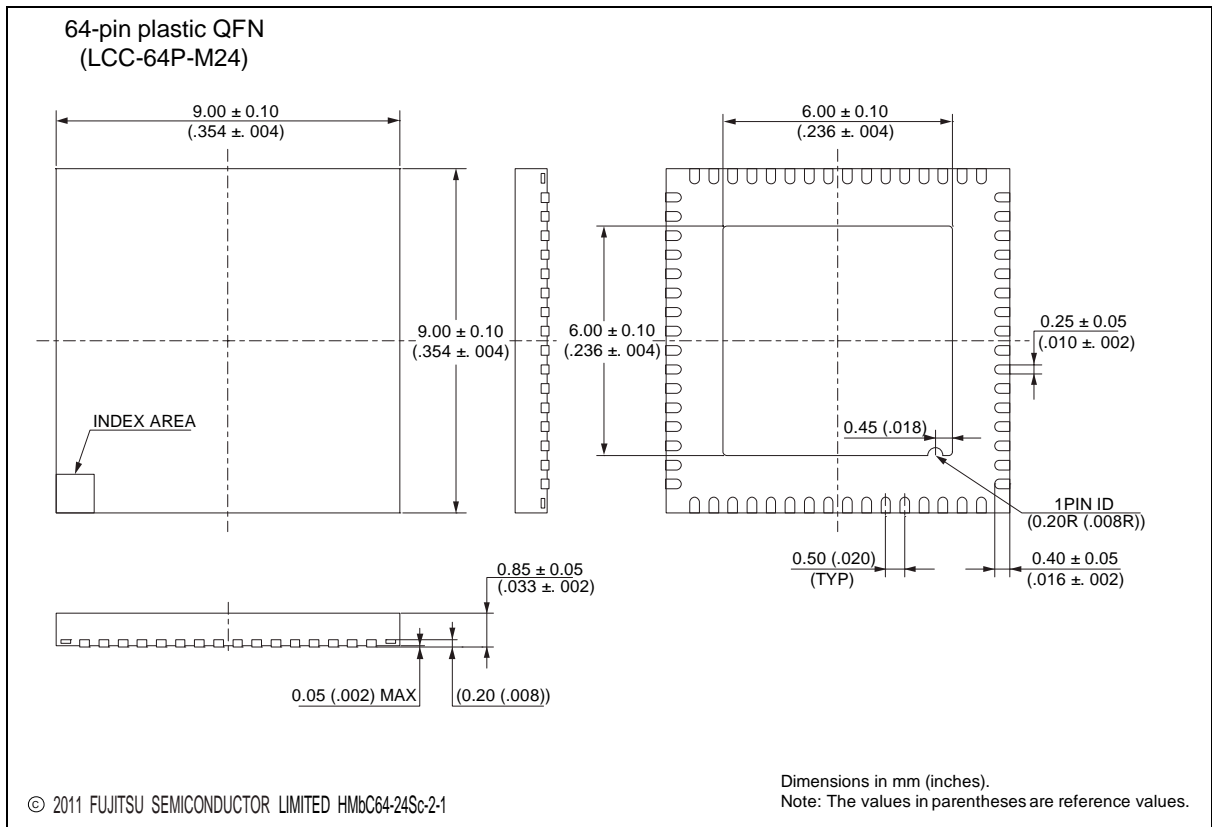 64-pin plastic QFN
(LCC-64P-M24)
9.00 ± 0.10
(.354 ±. 004)
6.00 ± 0.10
(.236 ±. 004)
9.00 ± 0.10
(.354 ±. 004)
6.00 ± 0.10
(.236 ±. 004)
0.25 ± 0.05
(.010 ±. 002)
INDEX AREA
0.45 (.018)
1PIN ID
(0.20R (.008R))
0.50 (.020)
(TYP)
0.40 ± 0.05
(.016 ±. 002)
0.85 ± 0.05
(.033 ±. 002)
0.05 (.002) MAX
(0.20 (.008))
© 2011 FUJITSU SEMICONDUCTOR LIMITED HMbC64-24Sc-2-1
Dimensions in mm (inches).
Note: The values in parentheses are reference values.